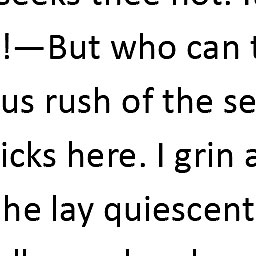 seeks thee not. I
!—But who can t
us rush of the se
icks here. I grin a
he lay quiescent